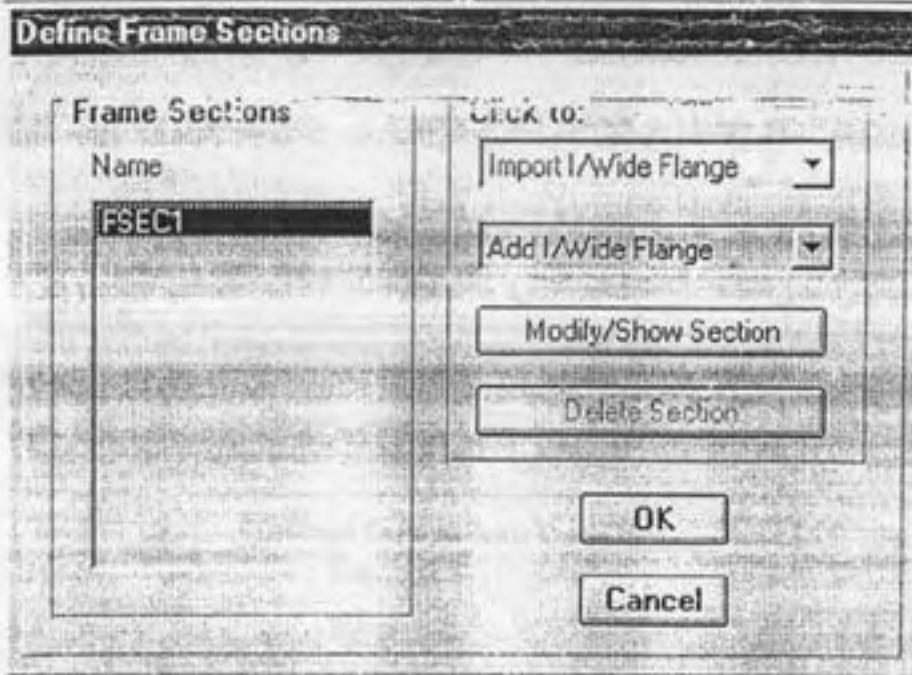 Define Frame Sections
Frame Sections
Name
FSEC1
Click to:
Import I/Wide Flange
Add I/Wide Flange
Modify/Show Section
Delete Section
OK
Cancel